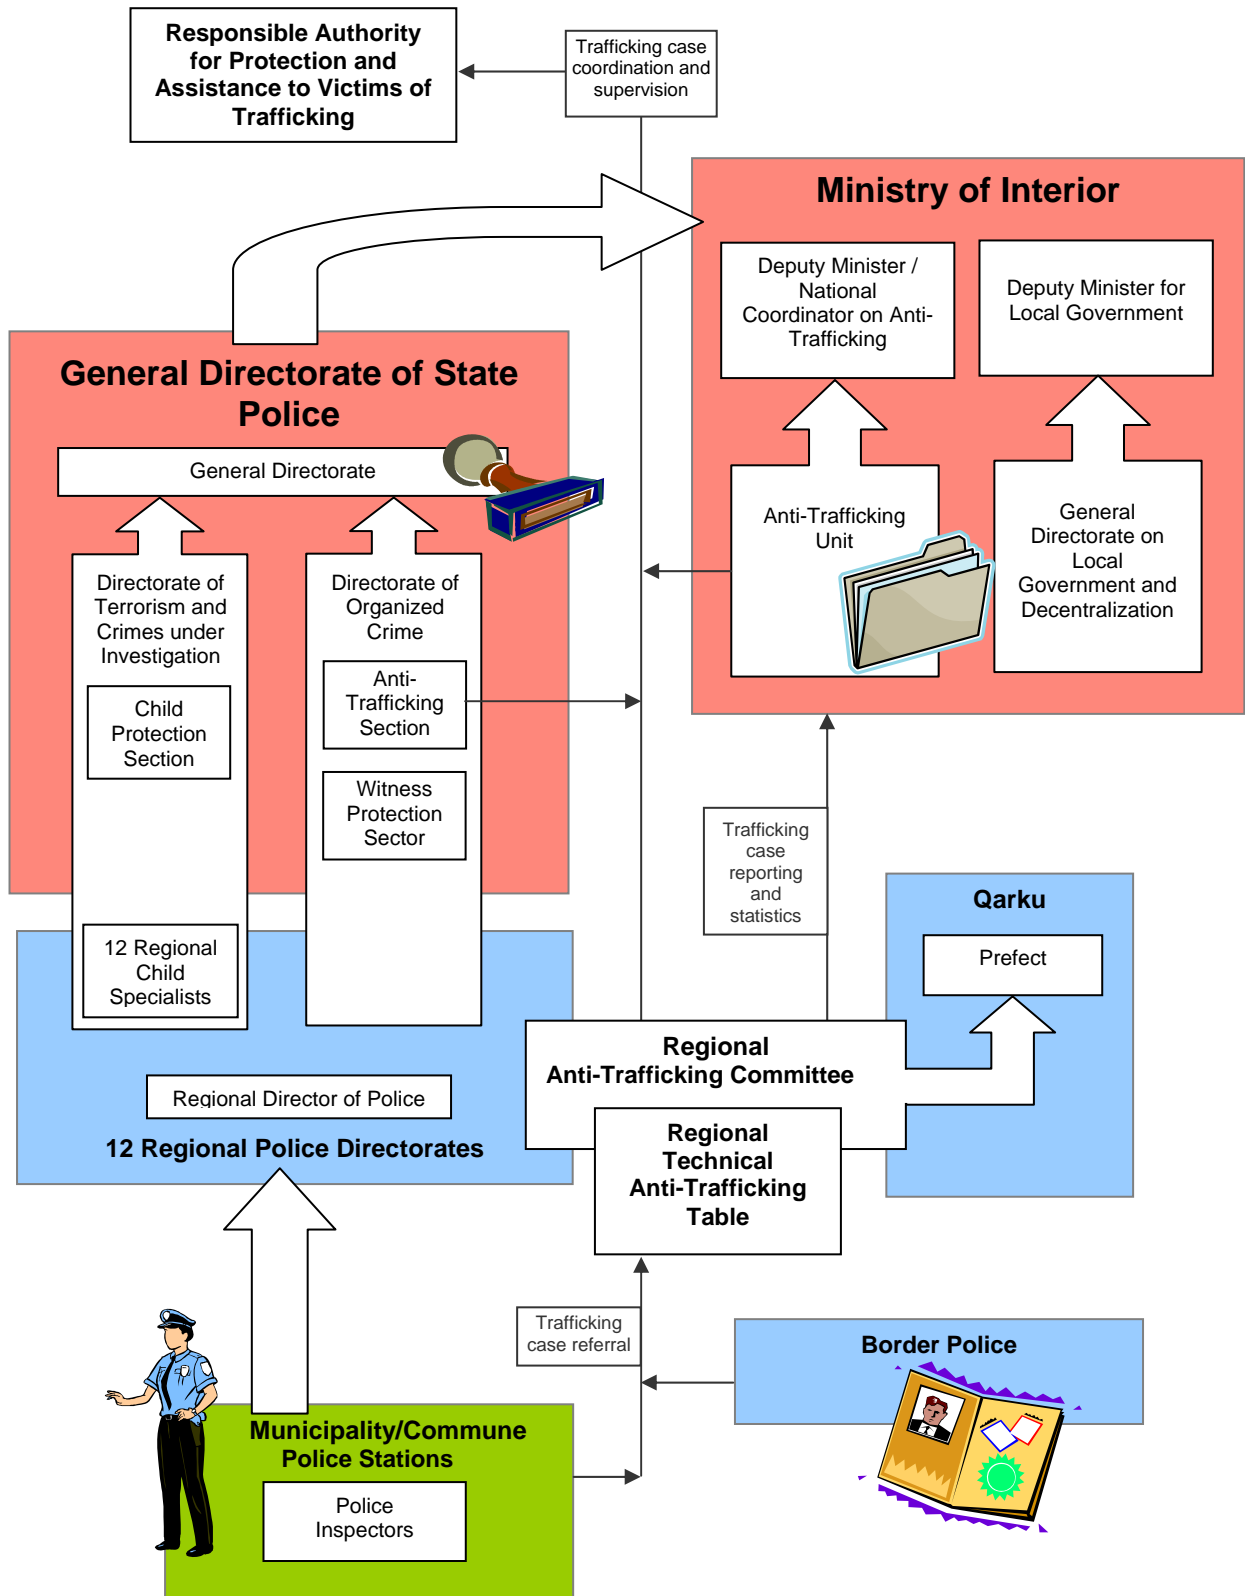 Responsible Authority
for Protection and
Assistance to Victims of
Trafficking
Trafficking case
coordination and
supervision
Ministry of Interior
Deputy Minister /
National
Coordinator on Anti-
Trafficking
Deputy Minister for
Local Government
General Directorate of State
Police
General Directorate
Anti-Trafficking
Unit
General
Directorate on
Local
Government and
Decentralization
Directorate of
Terrorism and
Crimes under
Investigation
Directorate of
Organized
Crime
Child
Protection
Section
Anti-
Trafficking
Section
Witness
Protection
Sector
Trafficking
case
reporting
and
statistics
Qarku
Prefect
12 Regional
Child
Specialists
Regional
Anti-Trafficking Committee
Regional Director of Police
12 Regional Police Directorates
Regional
Technical
Anti-Trafficking
Table
Trafficking
case referral
Border Police
Municipality/Commune
Police Stations
Police
Inspectors